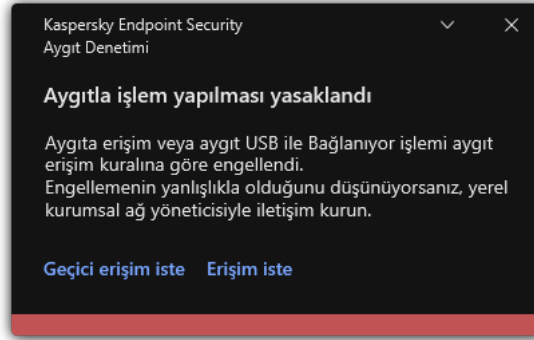 Kaspersky Endpoint Security
Aygıt Denetimi
Aygıtla işlem yapılması yasaklandı
Aygıta erişim veya aygıt USB ile Bağlanıyor işlemi aygıt
erişim kuralına göre engellendi.
Engellemenin yanlışlıkla olduğunu düşünüyorsanız, yerel
kurumsal ağ yöneticisiyle iletişim kurun.
Geçici erişim iste Erişim iste